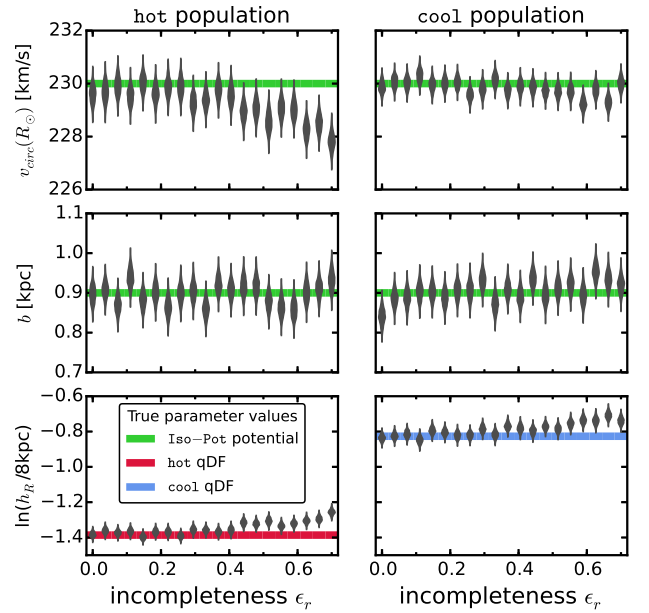 hot population
cool population
v_circ(R_⊙) [km/s]
232
230
228
226
b [kpc]
1.1
1.0
0.9
0.8
0.7
ln(h_R/8kpc)
−0.6
−0.8
−1.0
−1.2
−1.4
True parameter values
Iso-Pot potential
hot qDF
cool qDF
0.0 0.2 0.4 0.6
0.0 0.2 0.4 0.6
incompleteness ϵ_r
incompleteness ϵ_r